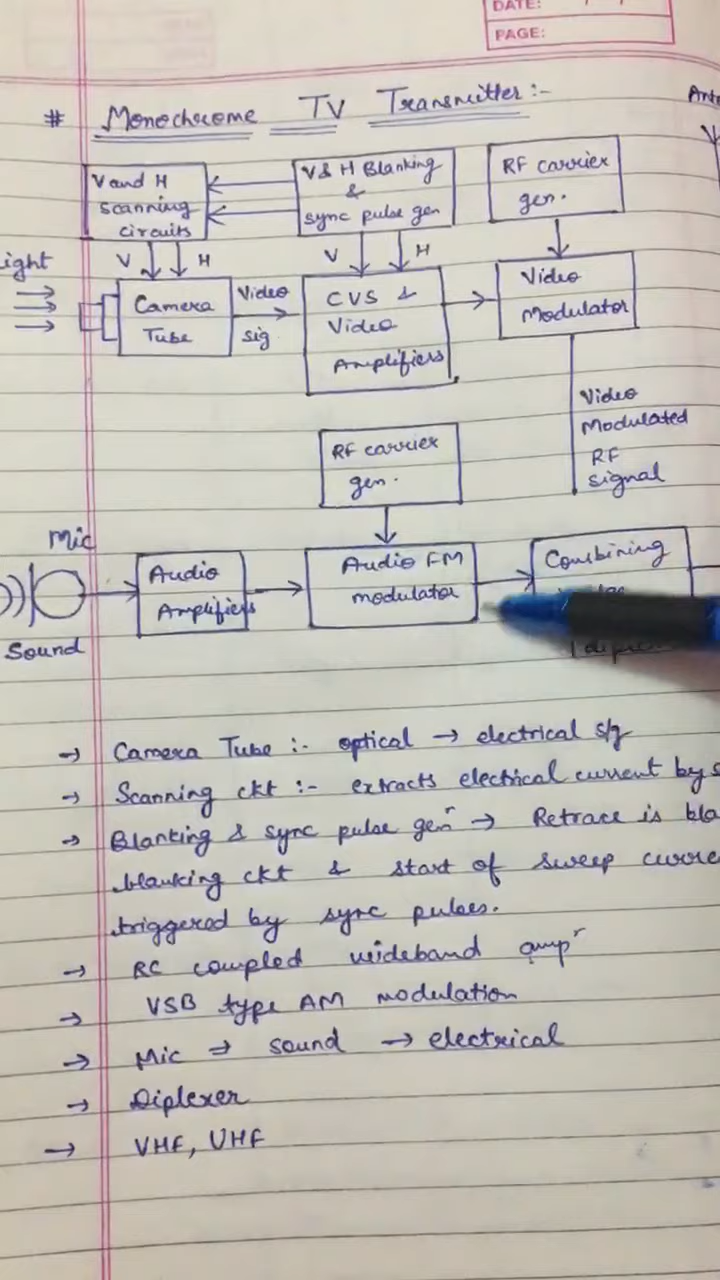 DATE:
PAGE:
# Monochrome TV Transmitter:-
V and H
scanning
circuits
V & H Blanking
&
sync pulse gen
RF carrier
gen.
V H
V H
ight
Camera
Tube
Video
sig
CVS &
Video
Amplifiers
Video
Modulator
Video
Modulated
RF
signal
RF carrier
gen.
Mic
Sound
Audio
Amplifiers
Audio FM
modulator
Combining
→ Camera Tube :- optical → electrical s/g
→ Scanning ckt :- extracts electrical current by s
→ Blanking & sync pulse genr → Retrace is bla
blanking ckt & start of sweep curre
triggered by sync pulses.
→ RC coupled wideband ampr
→ VSB type AM modulation
→ Mic → sound → electrical
→ Diplexer
→ VHF, UHF